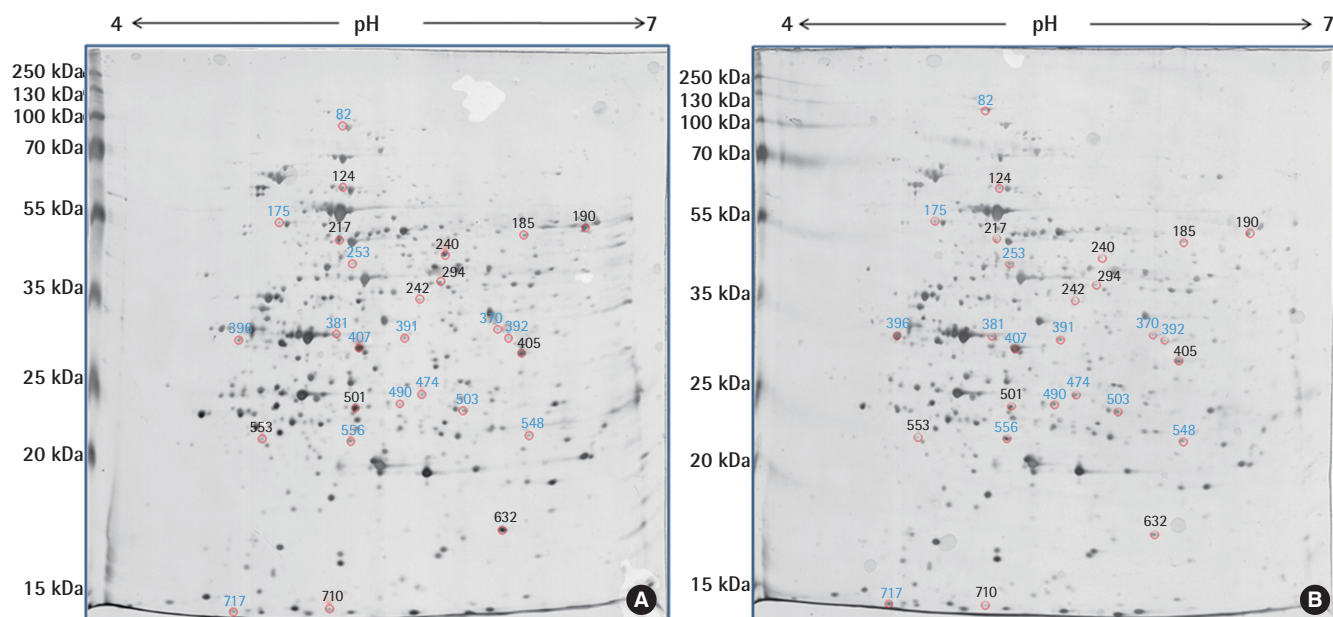 4 pH 7
250 kDa
130 kDa
100 kDa
70 kDa
55 kDa
35 kDa
25 kDa
20 kDa
15 kDa
82
124
175
217
253
240
294
242
185
190
396
381
407
391
370
392
405
501
490
474
503
548
553
556
632
717
710
A
4 pH 7
250 kDa
130 kDa
100 kDa
70 kDa
55 kDa
35 kDa
25 kDa
20 kDa
15 kDa
82
124
175
217
253
240
294
242
185
190
396
381
407
391
370
392
405
501
490
474
503
548
553
556
632
717
710
B